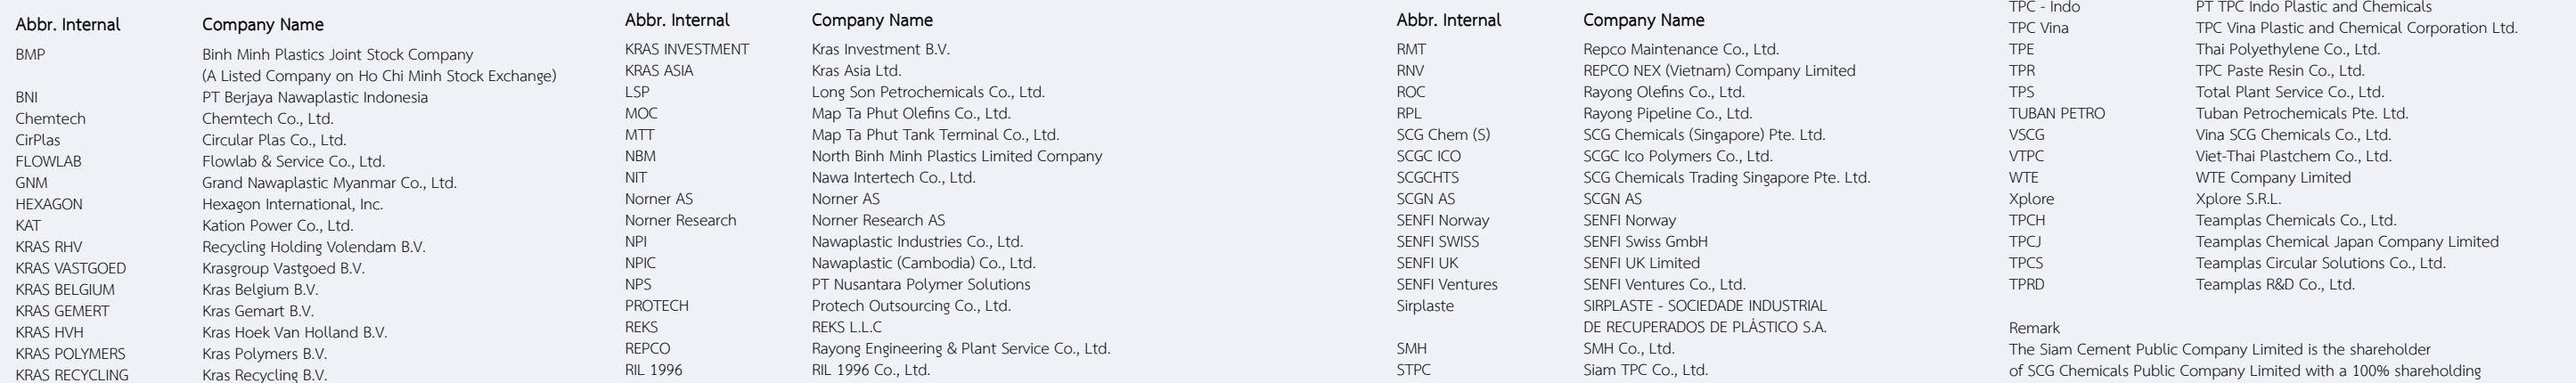 Abbr. Internal Company Name
BMP Binh Minh Plastics Joint Stock Company
(A Listed Company on Ho Chi Minh Stock Exchange)
BNI PT Berjaya Nawaplastic Indonesia
Chemtech Chemtech Co., Ltd.
CirPlas Circular Plas Co., Ltd.
FLOWLAB Flowlab & Service Co., Ltd.
GNM Grand Nawaplastic Myanmar Co., Ltd.
HEXAGON Hexagon International, Inc.
KAT Kation Power Co., Ltd.
KRAS RHV Recycling Holding Volendam B.V.
KRAS VASTGOED Krasgroup Vastgoed B.V.
KRAS BELGIUM Kras Belgium B.V.
KRAS GEMERT Kras Gemart B.V.
KRAS HVH Kras Hoek Van Holland B.V.
KRAS POLYMERS Kras Polymers B.V.
KRAS RECYCLING Kras Recycling B.V.
Abbr. Internal Company Name
KRAS INVESTMENT Kras Investment B.V.
KRAS ASIA Kras Asia Ltd.
LSP Long Son Petrochemicals Co., Ltd.
MOC Map Ta Phut Olefins Co., Ltd.
MTT Map Ta Phut Tank Terminal Co., Ltd.
NBM North Binh Minh Plastics Limited Company
NIT Nawa Intertech Co., Ltd.
Norner AS Norner AS
Norner Research Norner Research AS
NPI Nawaplastic Industries Co., Ltd.
NPIC Nawaplastic (Cambodia) Co., Ltd.
NPS PT Nusantara Polymer Solutions
PROTECH Protech Outsourcing Co., Ltd.
REKS REKS L.L.C
REPCO Rayong Engineering & Plant Service Co., Ltd.
RIL 1996 RIL 1996 Co., Ltd.
Abbr. Internal Company Name
RMT Repco Maintenance Co., Ltd.
RNV REPCO NEX (Vietnam) Company Limited
ROC Rayong Olefins Co., Ltd.
RPL Rayong Pipeline Co., Ltd.
SCG Chem (S) SCG Chemicals (Singapore) Pte. Ltd.
SCGC ICO SCGC Ico Polymers Co., Ltd.
SCGCHTS SCG Chemicals Trading Singapore Pte. Ltd.
SCGN AS SCGN AS
SENFI Norway SENFI Norway
SENFI SWISS SENFI Swiss GmbH
SENFI UK SENFI UK Limited
SENFI Ventures SENFI Ventures Co., Ltd.
Sirplaste SIRPLASTE - SOCIEDADE INDUSTRIAL
DE RECUPERADOS DE PLÁSTICO S.A.
SMH SMH Co., Ltd.
STPC Siam TPC Co., Ltd.
TPC - Indo PT TPC Indo Plastic and Chemicals
TPC Vina TPC Vina Plastic and Chemical Corporation Ltd.
TPE Thai Polyethylene Co., Ltd.
TPR TPC Paste Resin Co., Ltd.
TPS Total Plant Service Co., Ltd.
TUBAN PETRO Tuban Petrochemicals Pte. Ltd.
VSCG Vina SCG Chemicals Co., Ltd.
VTPC Viet-Thai Plastchem Co., Ltd.
WTE WTE Company Limited
Xplore Xplore S.R.L.
TPCH Teamplas Chemicals Co., Ltd.
TPCJ Teamplas Chemical Japan Company Limited
TPCS Teamplas Circular Solutions Co., Ltd.
TPRD Teamplas R&D Co., Ltd.
Remark
The Siam Cement Public Company Limited is the shareholder
of SCG Chemicals Public Company Limited with a 100% shareholding